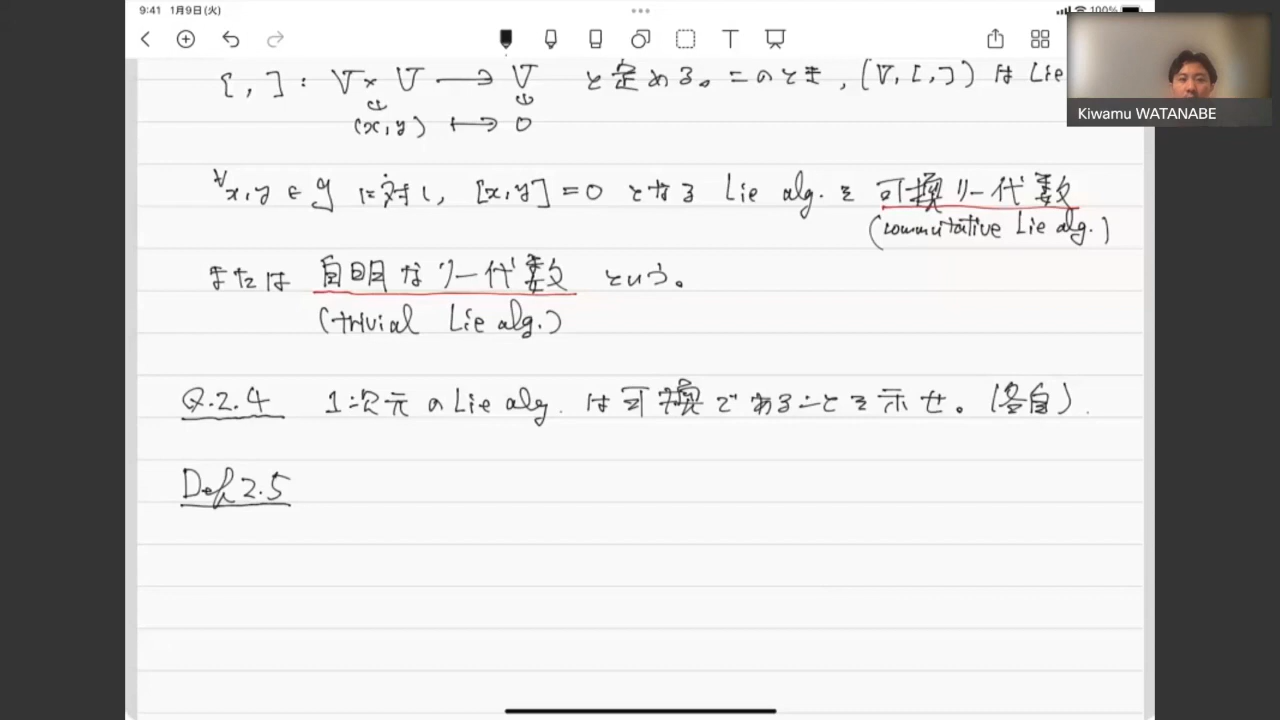 9:41 1月9日(火)
100%
[ , ] : V × V ⟶ V と定める。このとき, (V, [,]) は Lie
(x, y) ⟼ 0
Kiwamu WATANABE
∀x, y ∈ g に対し, [x, y] = 0 となる Lie alg. を 可換リー代数
(commutative Lie alg.)
または 自明なリー代数 という。
(trivial Lie alg.)
Q.2.4 1次元の Lie alg. は可換であることを示せ。(各自).
Def 2.5